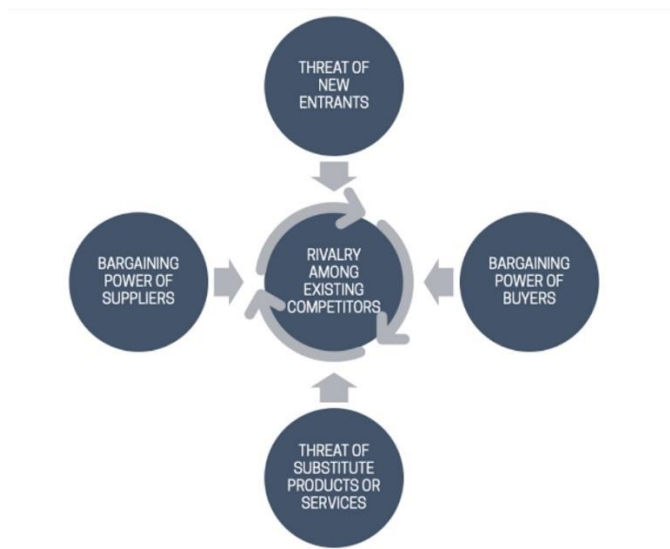 THREAT OF
NEW
ENTRANTS
BARGAINING
POWER OF
SUPPLIERS
RIVALRY
AMONG
EXISTING
COMPETITORS
BARGAINING
POWER OF
BUYERS
THREAT OF
SUBSTITUTE
PRODUCTS OR
SERVICES